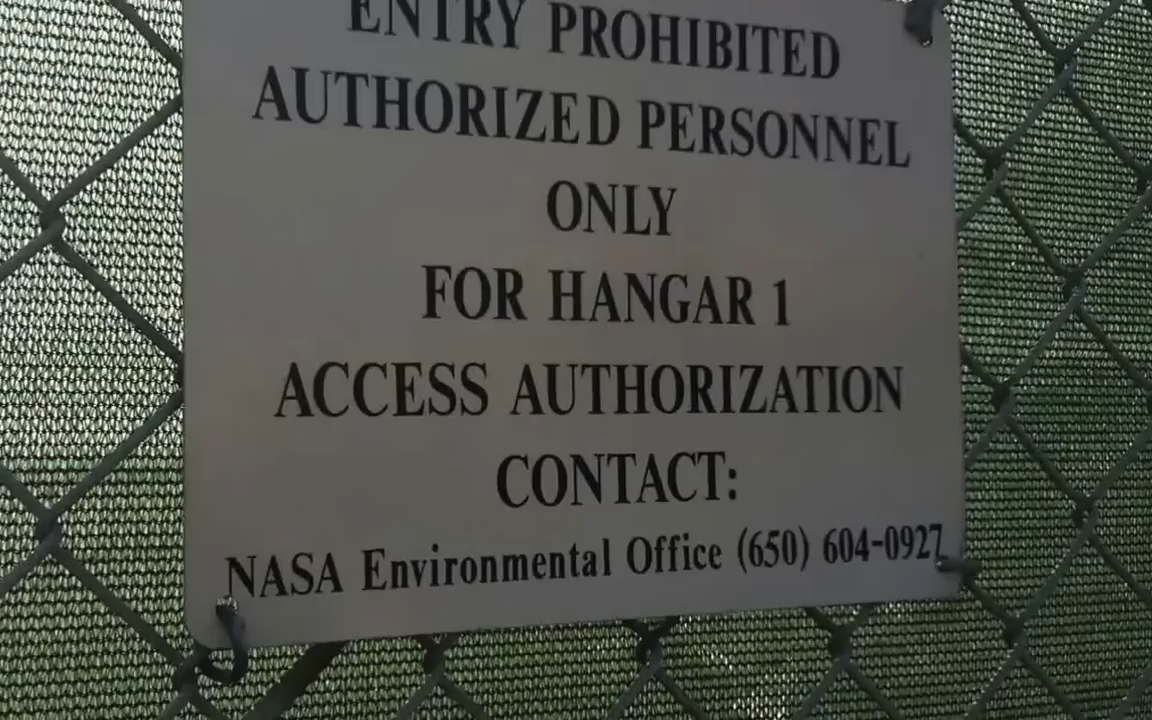 ENTRY PROHIBITED
AUTHORIZED PERSONNEL
ONLY
FOR HANGAR 1
ACCESS AUTHORIZATION
CONTACT:
NASA Environmental Office (650) 604-0927